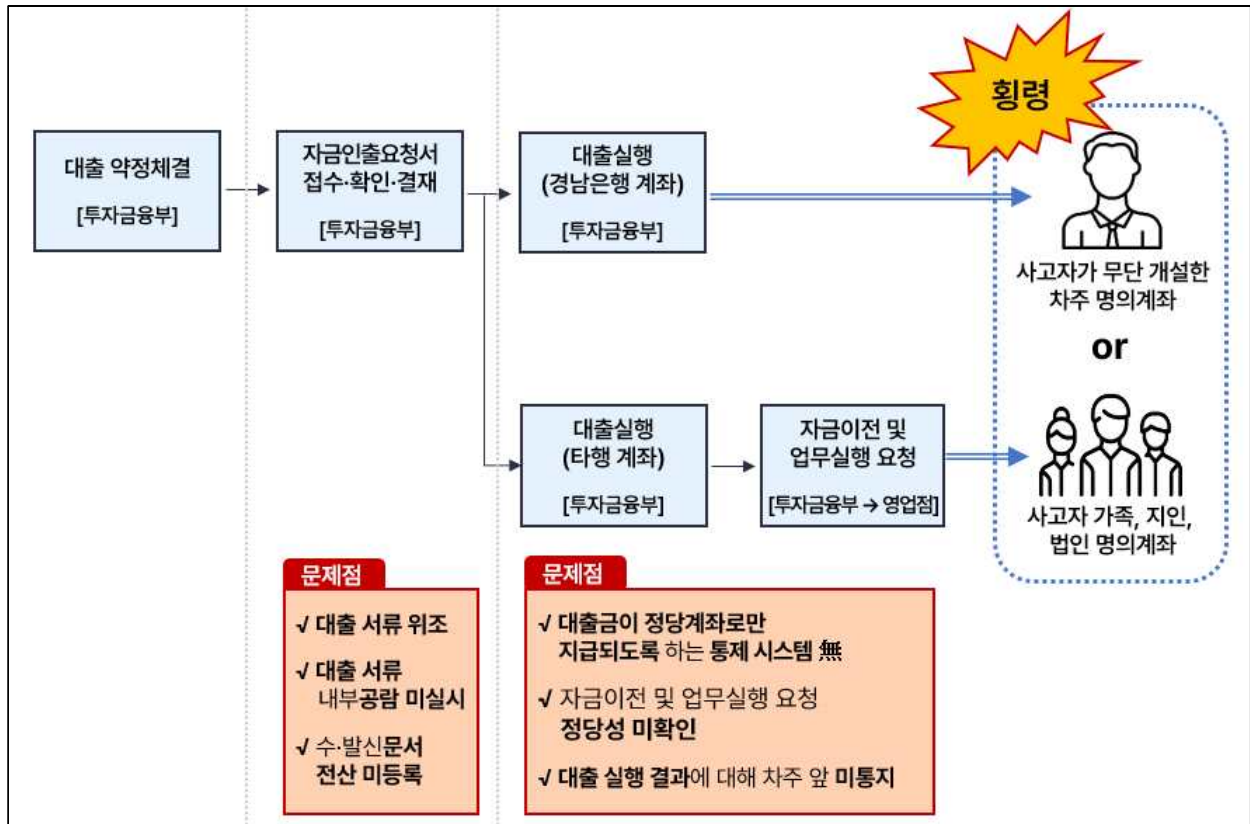 횡령
대출 약정체결
[투자금융부]
자금인출요청서
접수·확인·결재
[투자금융부]
대출실행
(경남은행 계좌)
[투자금융부]
사고자가 무단 개설한
차주 명의계좌
or
대출실행
(타행 계좌)
[투자금융부]
자금이전 및
업무실행 요청
[투자금융부 → 영업점]
사고자 가족, 지인,
법인 명의계좌
문제점
√ 대출 서류 위조
√ 대출 서류
내부공람 미실시
√ 수·발신문서
전산 미등록
문제점
√ 대출금이 정당계좌로만
지급되도록 하는 통제 시스템 無
√ 자금이전 및 업무실행 요청
정당성 미확인
√ 대출 실행 결과에 대해 차주 앞 미통지